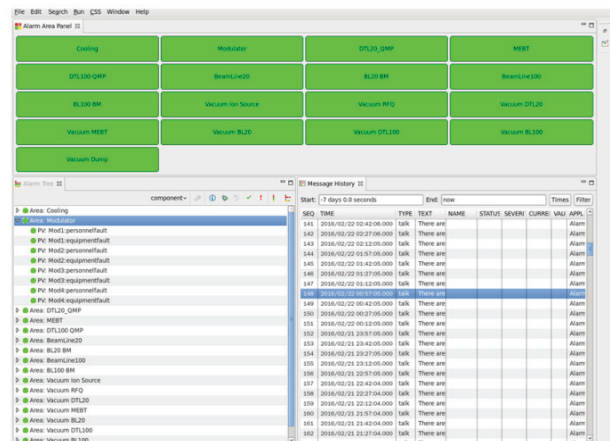 File Edit Search Run CSS Window Help
Alarm Area Panel
Cooling Modulator DTL20_QMP MEBT
DTL100 QMP BeamLine20 BL20 BM BeamLine100
BL100 BM Vacuum Ion Source Vacuum RFQ Vacuum DTL20
Vacuum MEBT Vacuum BL20 Vacuum DTL100 Vacuum BL100
Vacuum Dump
Alarm Tree
component
Area: Cooling
Area: Modulator
PV: Mod1:personnelfault
PV: Mod1:equipmentfault
PV: Mod2:personnelfault
PV: Mod2:equipmentfault
PV: Mod3:personnelfault
PV: Mod3:equipmentfault
PV: Mod4:personnelfault
PV: Mod4:equipmentfault
Area: DTL20_QMP
Area: MEBT
Area: DTL100 QMP
Area: BeamLine20
Area: BL20 BM
Area: BeamLine100
Area: BL100 BM
Area: Vacuum Ion Source
Area: Vacuum RFQ
Area: Vacuum DTL20
Area: Vacuum MEBT
Area: Vacuum BL20
Area: Vacuum DTL100
Area: Vacuum BL100
Message History
Start: -7 days 0.0 seconds End: now Times Filter
SEQ TIME TYPE TEXT NAME STATUS SEVERI CURRE VALU APPL
141 2016/02/22 02:42:06.000 talk There are Alarm
142 2016/02/22 02:27:06.000 talk There are Alarm
143 2016/02/22 02:12:05.000 talk There are Alarm
144 2016/02/22 01:57:05.000 talk There are Alarm
145 2016/02/22 01:42:05.000 talk There are Alarm
146 2016/02/22 01:27:05.000 talk There are Alarm
147 2016/02/22 01:12:05.000 talk There are Alarm
148 2016/02/22 00:57:05.000 talk There are Alarm
149 2016/02/22 00:42:05.000 talk There are Alarm
150 2016/02/22 00:27:05.000 talk There are Alarm
151 2016/02/22 00:12:05.000 talk There are Alarm
152 2016/02/21 23:57:05.000 talk There are Alarm
153 2016/02/21 23:42:05.000 talk There are Alarm
154 2016/02/21 23:27:05.000 talk There are Alarm
155 2016/02/21 23:12:05.000 talk There are Alarm
156 2016/02/21 22:57:05.000 talk There are Alarm
157 2016/02/21 22:42:04.000 talk There are Alarm
158 2016/02/21 22:27:04.000 talk There are Alarm
159 2016/02/21 22:12:04.000 talk There are Alarm
160 2016/02/21 21:57:04.000 talk There are Alarm
161 2016/02/21 21:42:04.000 talk There are Alarm
162 2016/02/21 21:27:04.000 talk There are Alarm